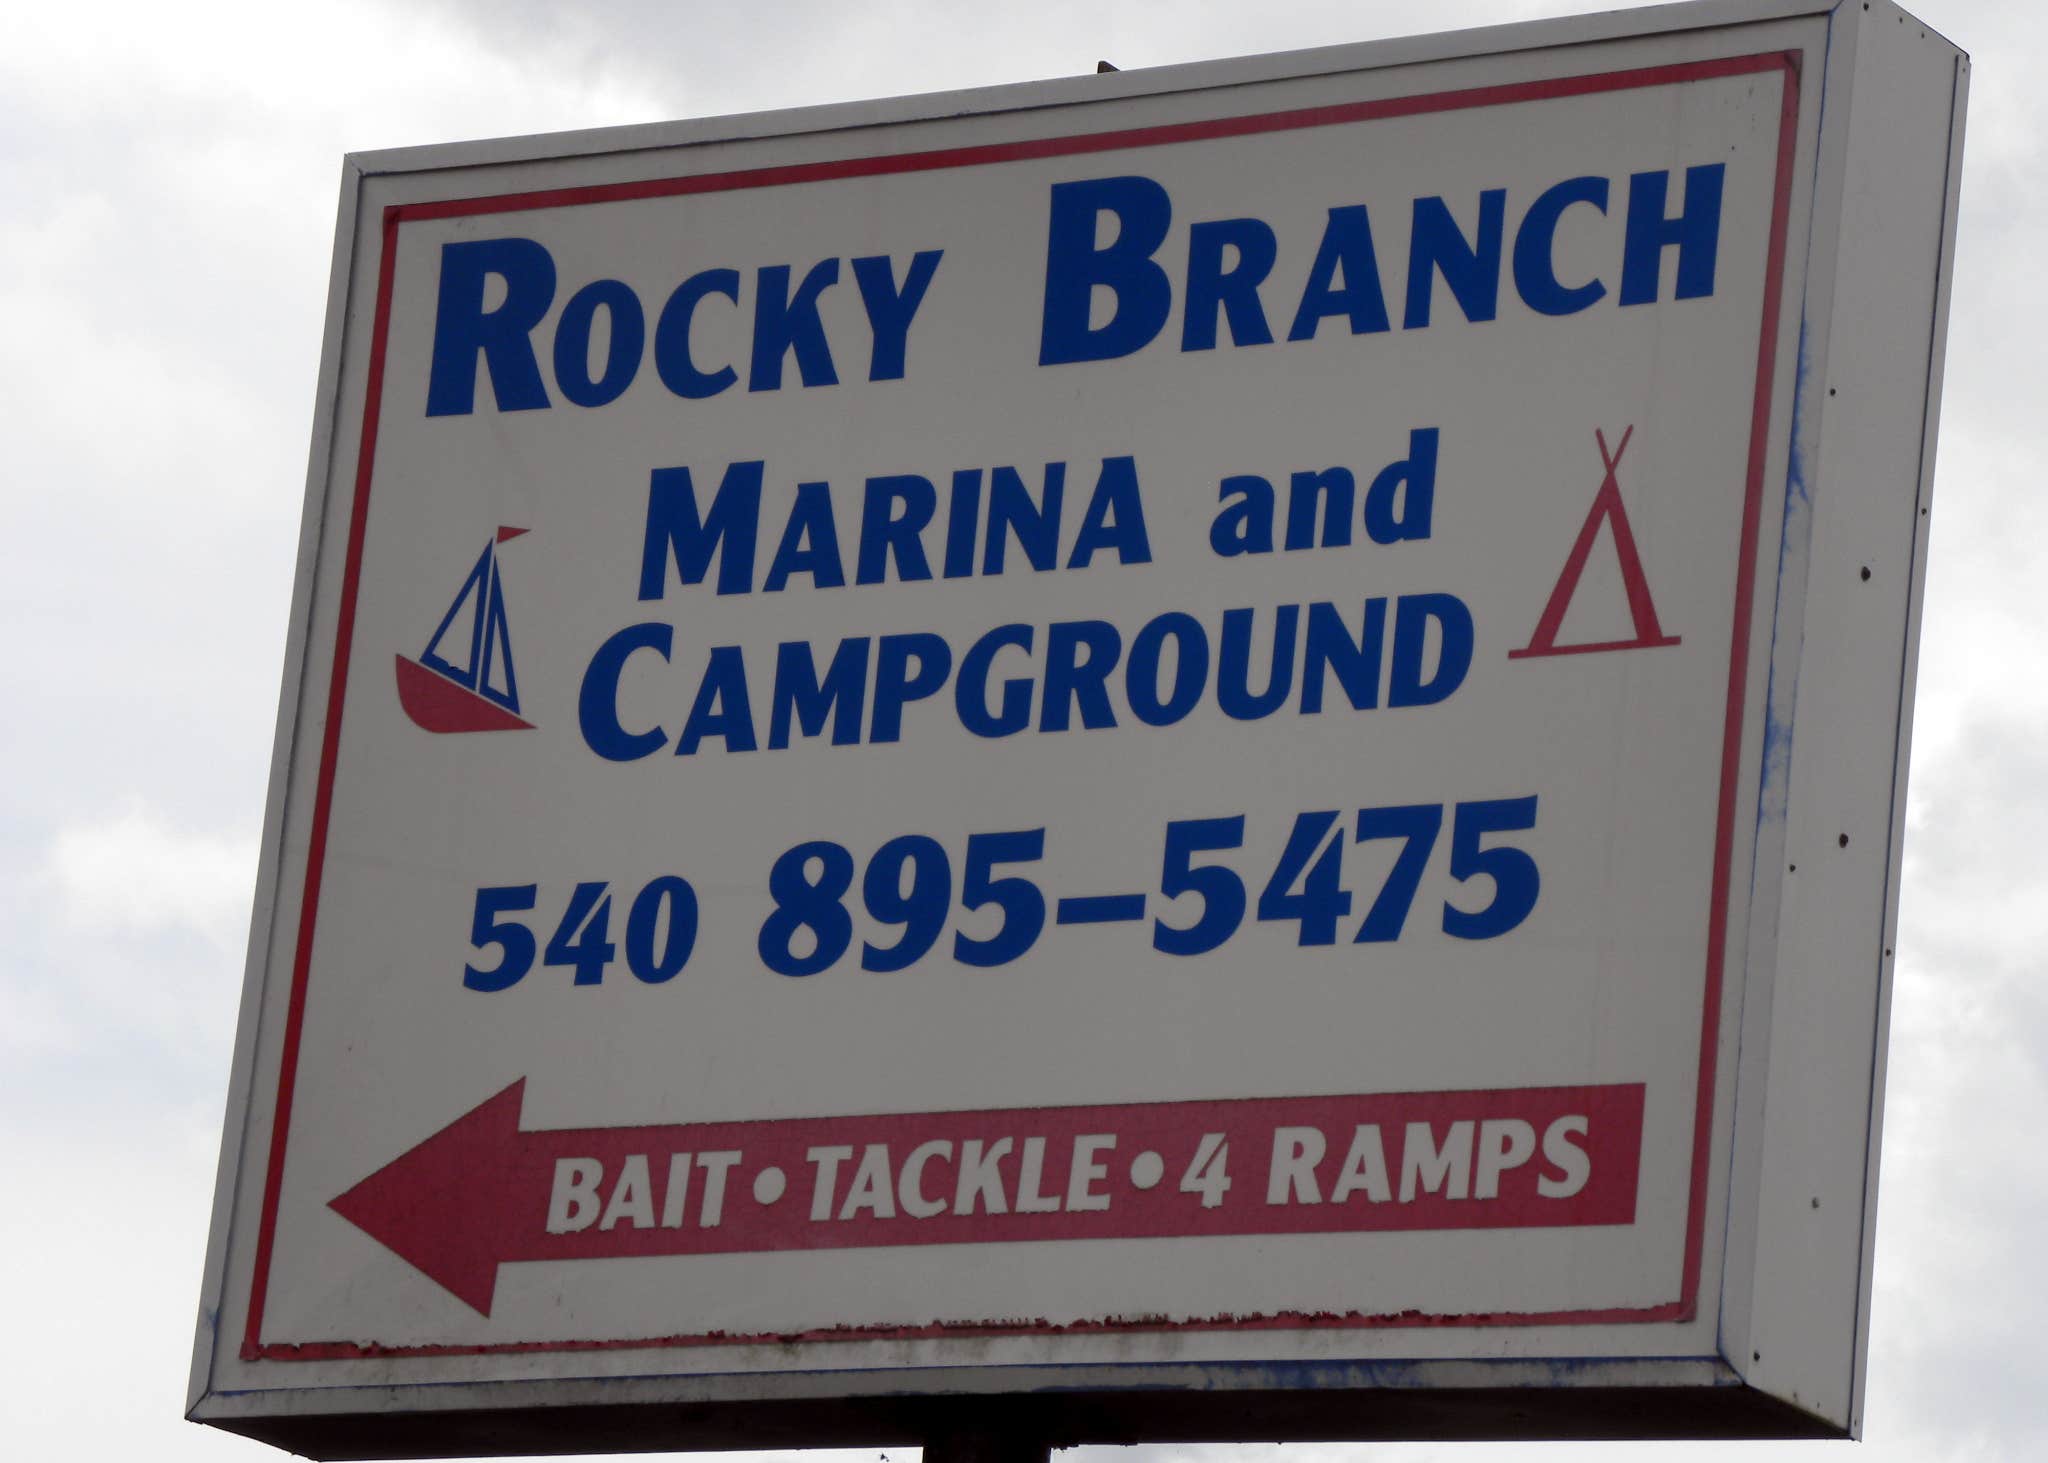 ROCKY BRANCH
MARINA and
CAMPGROUND
540 895-5475
BAIT • TACKLE • 4 RAMPS